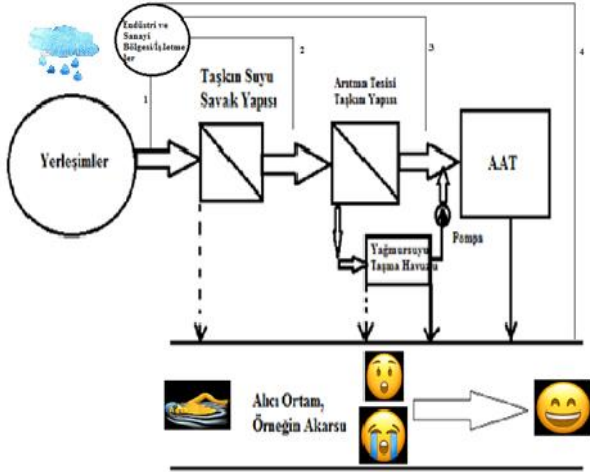 Endüstri ve
Sanayi
Bölgesi/İşletme
ler
1
2
3
4
Taşkın Suyu
Savak Yapısı
Arıtma Tesisi
Taşkın Yapısı
Yerleşimler
AAT
Pompa
Yağmursuyu
Taşma Havuzu
Alıcı Ortam,
Örneğin Akarsu